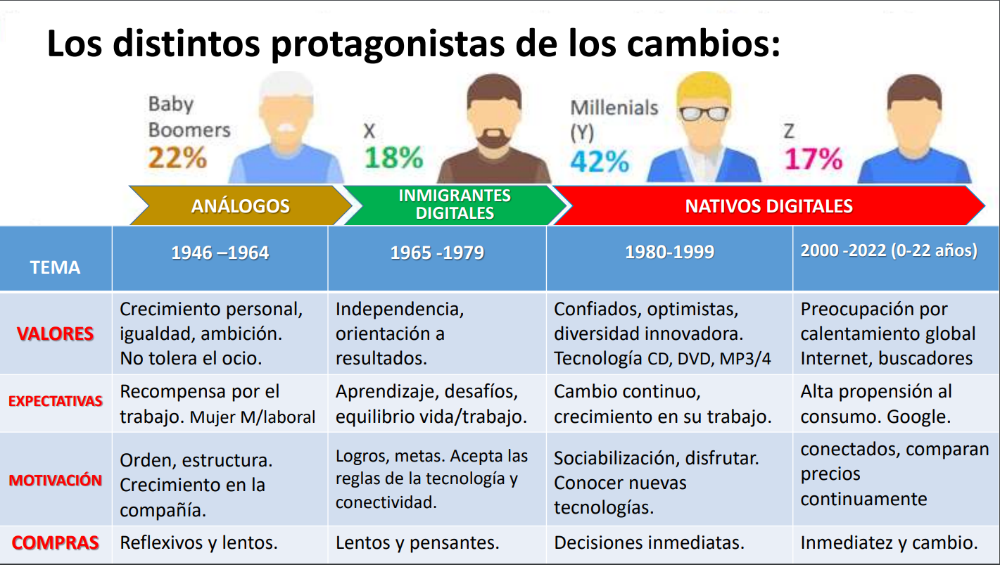 Los distintos protagonistas de los cambios:
Baby
Boomers
22%
X
18%
Millenials
(Y)
42%
Z
17%
ANÁLOGOS
INMIGRANTES
DIGITALES
NATIVOS DIGITALES
TEMA
1946 –1964
1965 -1979
1980-1999
2000 -2022 (0-22 años)
VALORES
Crecimiento personal,
igualdad, ambición.
No tolera el ocio.
Independencia,
orientación a
resultados.
Confiados, optimistas,
diversidad innovadora.
Tecnología CD, DVD, MP3/4
Preocupación por
calentamiento global
Internet, buscadores
EXPECTATIVAS
Recompensa por el
trabajo. Mujer M/laboral
Aprendizaje, desafíos,
equilibrio vida/trabajo.
Cambio continuo,
crecimiento en su trabajo.
Alta propensión al
consumo. Google.
MOTIVACIÓN
Orden, estructura.
Crecimiento en la
compañía.
Logros, metas. Acepta las
reglas de la tecnología y
conectividad.
Sociabilización, disfrutar.
Conocer nuevas
tecnologías.
conectados, comparan
precios
continuamente
COMPRAS
Reflexivos y lentos.
Lentos y pensantes.
Decisiones inmediatas.
Inmediatez y cambio.